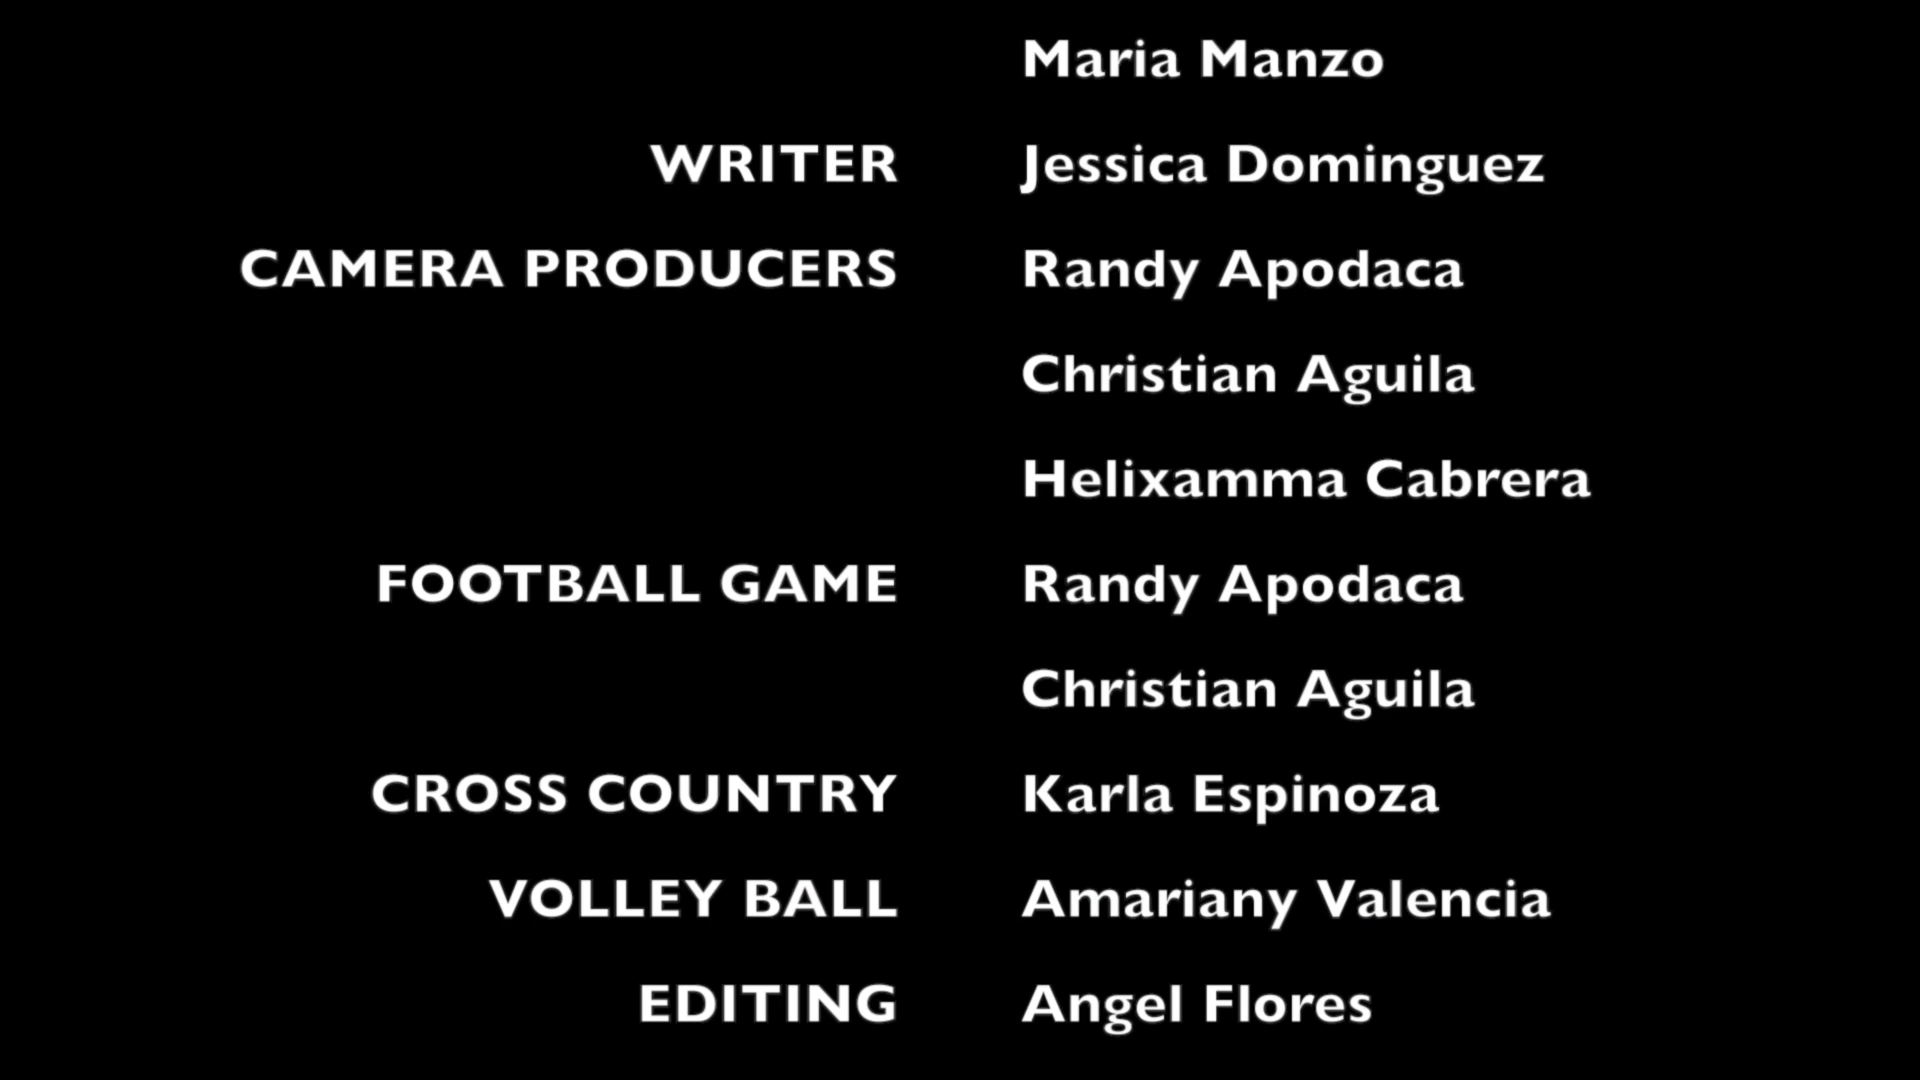 Maria Manzo
WRITER Jessica Dominguez
CAMERA PRODUCERS Randy Apodaca
Christian Aguila
Helixamma Cabrera
FOOTBALL GAME Randy Apodaca
Christian Aguila
CROSS COUNTRY Karla Espinoza
VOLLEY BALL Amariany Valencia
EDITING Angel Flores